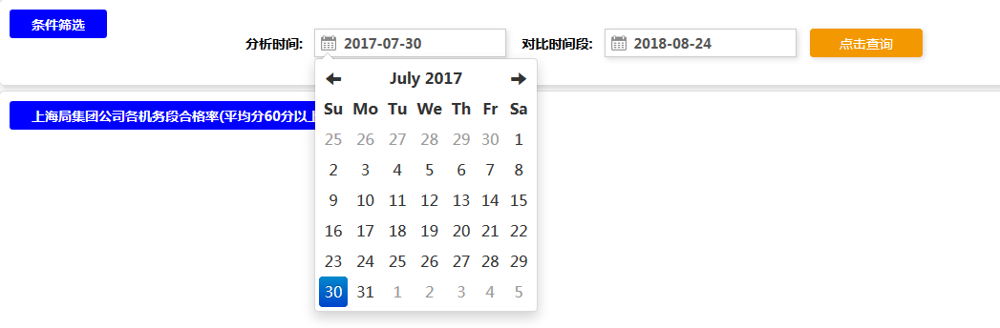 条件筛选
分析时间: 2017-07-30 对比时间段: 2018-08-24 点击查询
上海局集团公司各机务段合格率(平均分60分以上
July 2017
Su Mo Tu We Th Fr Sa
25 26 27 28 29 30 1
2 3 4 5 6 7 8
9 10 11 12 13 14 15
16 17 18 19 20 21 22
23 24 25 26 27 28 29
30 31 1 2 3 4 5